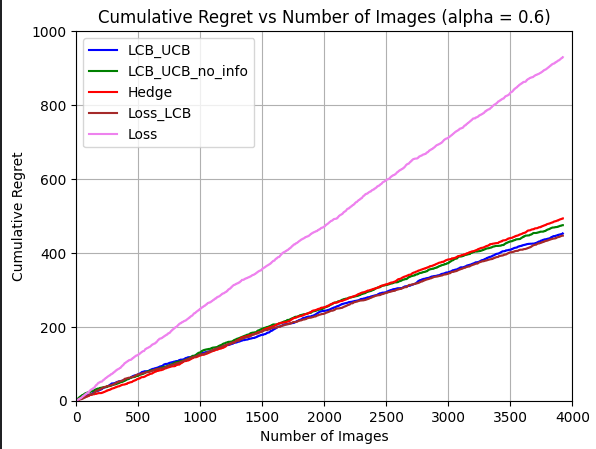 Cumulative Regret vs Number of Images (alpha = 0.6)
1000
800
600
400
200
0
Cumulative Regret
LCB_UCB
LCB_UCB_no_info
Hedge
Loss_LCB
Loss
0 500 1000 1500 2000 2500 3000 3500 4000
Number of Images